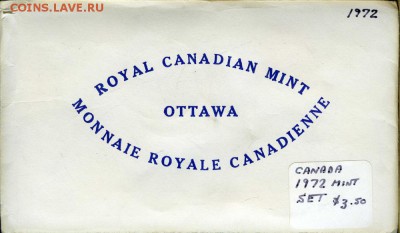 COINS.LAVE.RU
1972
ROYAL CANADIAN MINT
OTTAWA
MONNAIE ROYALE CANADIENNE
CANADA
1972 MINT
SET $3.50